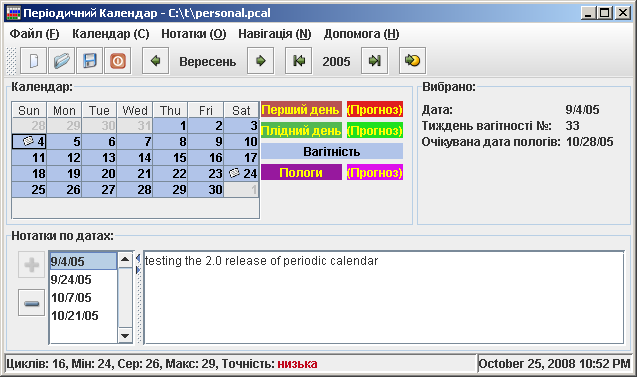 Періодичний Календар - C:\t\personal.pcal
Файл (F) Календар (C) Нотатки (O) Навігація (N) Допомога (H)
Вересень 2005
Календар:
Sun Mon Tue Wed Thu Fri Sat
28 29 30 31 1 2 3
4 5 6 7 8 9 10
11 12 13 14 15 16 17
18 19 20 21 22 23 24
25 26 27 28 29 30 1
Перший день (Прогноз)
Плідний день (Прогноз)
Вагітність
Пологи (Прогноз)
Вибрано:
Дата: 9/4/05
Тиждень вагітності №: 33
Очікувана дата пологів: 10/28/05
Нотатки по датах:
9/4/05
9/24/05
10/7/05
10/21/05
testing the 2.0 release of periodic calendar
Циклів: 16, Мін: 24, Сер: 26, Макс: 29, Точність: низька
October 25, 2008 10:52 PM